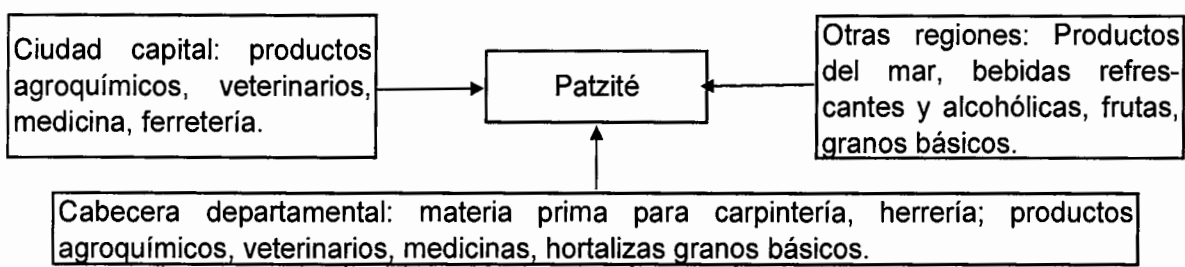 Ciudad capital: productos
agroquímicos, veterinarios,
medicina, ferretería.
Patzité
Otras regiones: Productos
del mar, bebidas refres-
cantes y alcohólicas, frutas,
granos básicos.
Cabecera departamental: materia prima para carpintería, herrería; productos
agroquímicos, veterinarios, medicinas, hortalizas granos básicos.